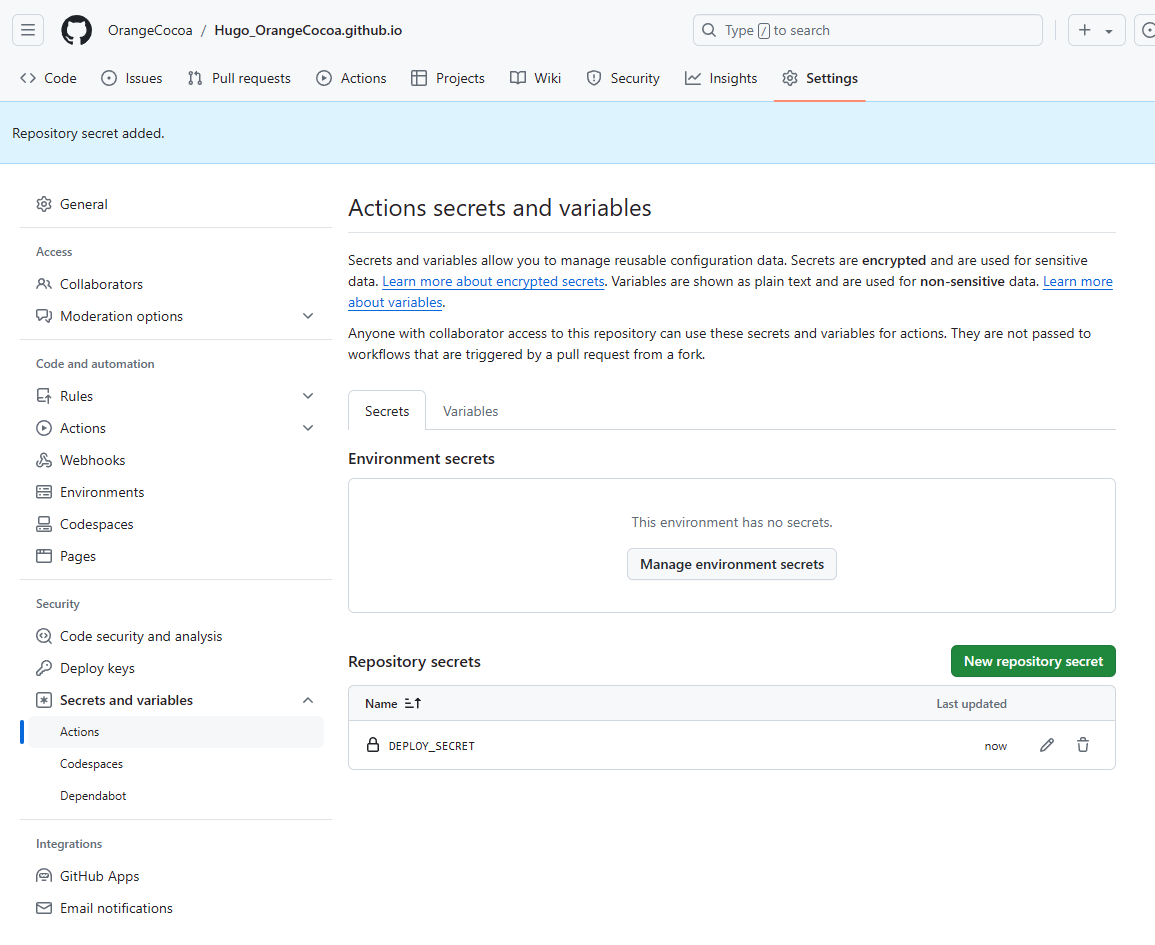 OrangeCocoa / Hugo_OrangeCocoa.github.io
Type / to search
Code Issues Pull requests Actions Projects Wiki Security Insights Settings
Repository secret added.
General
Access
Collaborators
Moderation options
Code and automation
Rules
Actions
Webhooks
Environments
Codespaces
Pages
Security
Code security and analysis
Deploy keys
Secrets and variables
Actions
Codespaces
Dependabot
Integrations
GitHub Apps
Email notifications
Actions secrets and variables
Secrets and variables allow you to manage reusable configuration data. Secrets are encrypted and are used for sensitive
data. Learn more about encrypted secrets. Variables are shown as plain text and are used for non-sensitive data. Learn more
about variables.
Anyone with collaborator access to this repository can use these secrets and variables for actions. They are not passed to
workflows that are triggered by a pull request from a fork.
Secrets Variables
Environment secrets
This environment has no secrets.
Manage environment secrets
Repository secrets
New repository secret
Name Last updated
DEPLOY_SECRET now